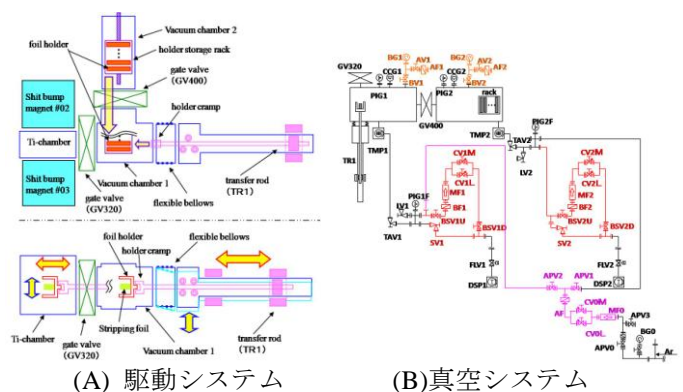 Vacuum chamber 2
foil holder
holder storage rack
gate valve
(GV400)
Shit bump
magnet #02
holder cramp
Ti-chamber
Shit bump
magnet #03
Vacuum chamber 1
transfer rod
(TR1)
gate valve
(GV320)
flexible bellows
foil holder
holder cramp
flexible bellows
Ti-chamber
Stripping foil
gate valve
(GV320)
Vacuum chamber 1
transfer rod
(TR1)
(A) 駆動システム
GV320
CCG1
BG1
AV1
AF1
BV1
PIG1
BG2
AV2
AF2
CCG2
BV2
PIG2
rack
GV400
TMP1
TR1
TMP2
PIG2F
TAV2
LV2
CV1M
CV1L
MF1
BF1
PIG1F
LV1
BSV1U
BSV1D
TAV1
SV1
FLV1
DSP1
CV2M
CV2L
MF2
BF2
BSV2U
BSV2D
SV2
FLV2
DSP2
APV2
APV1
AF
CV0M
MF0
CV0L
APV3
APV0
BG0
Ar
(B)真空システム